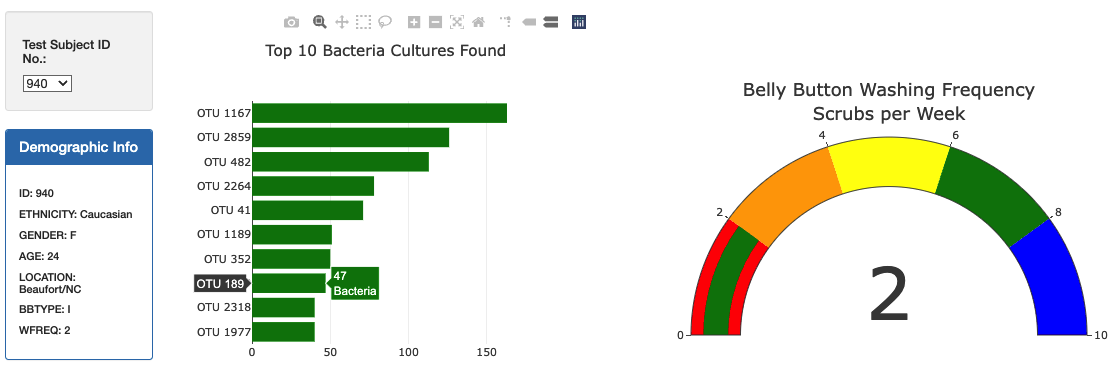 Test Subject ID
No.:
940
Demographic Info
ID: 940
ETHNICITY: Caucasian
GENDER: F
AGE: 24
LOCATION:
Beaufort/NC
BBTYPE: I
WFREQ: 2
Top 10 Bacteria Cultures Found
OTU 1167
OTU 2859
OTU 482
OTU 2264
OTU 41
OTU 1189
OTU 352
OTU 189
47
Bacteria
OTU 2318
OTU 1977
0 50 100 150
Belly Button Washing Frequency
Scrubs per Week
4 6
2 8
2
0 10